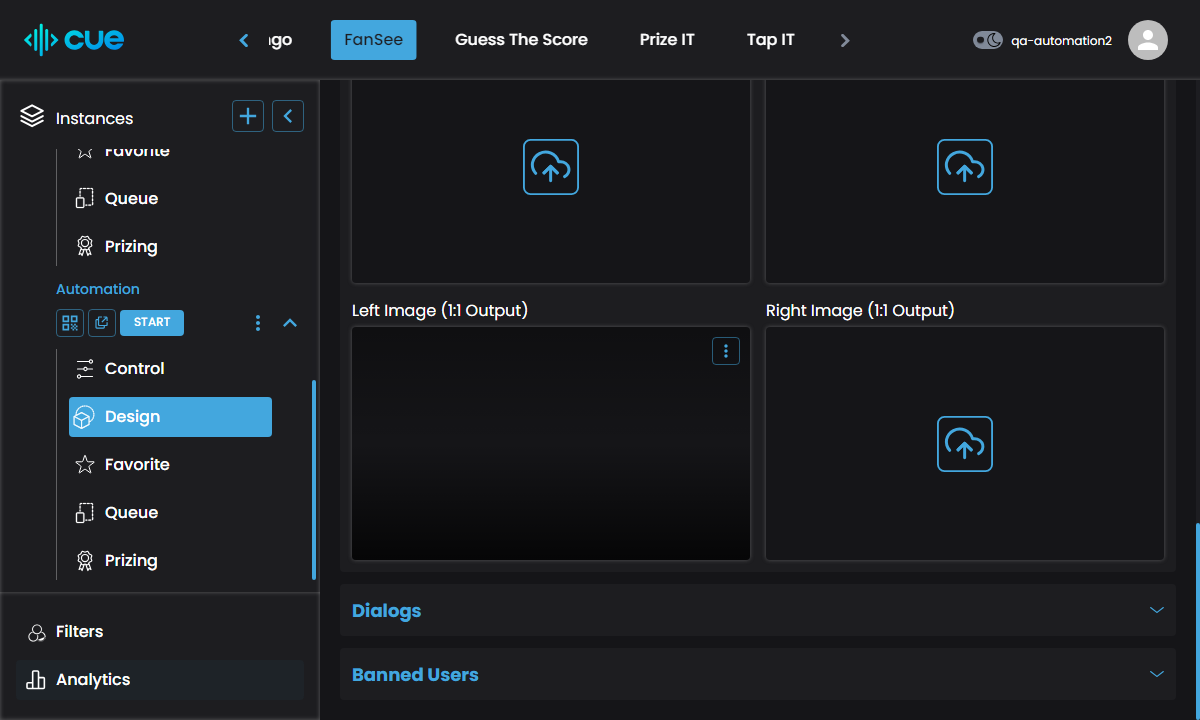 cue
FanSee
Guess The Score
Prize IT
Tap IT
qa-automation2
Instances
Favorite
Queue
Prizing
Automation
START
Control
Design
Favorite
Queue
Prizing
Filters
Analytics
Left Image (1:1 Output)
Right Image (1:1 Output)
Dialogs
Banned Users